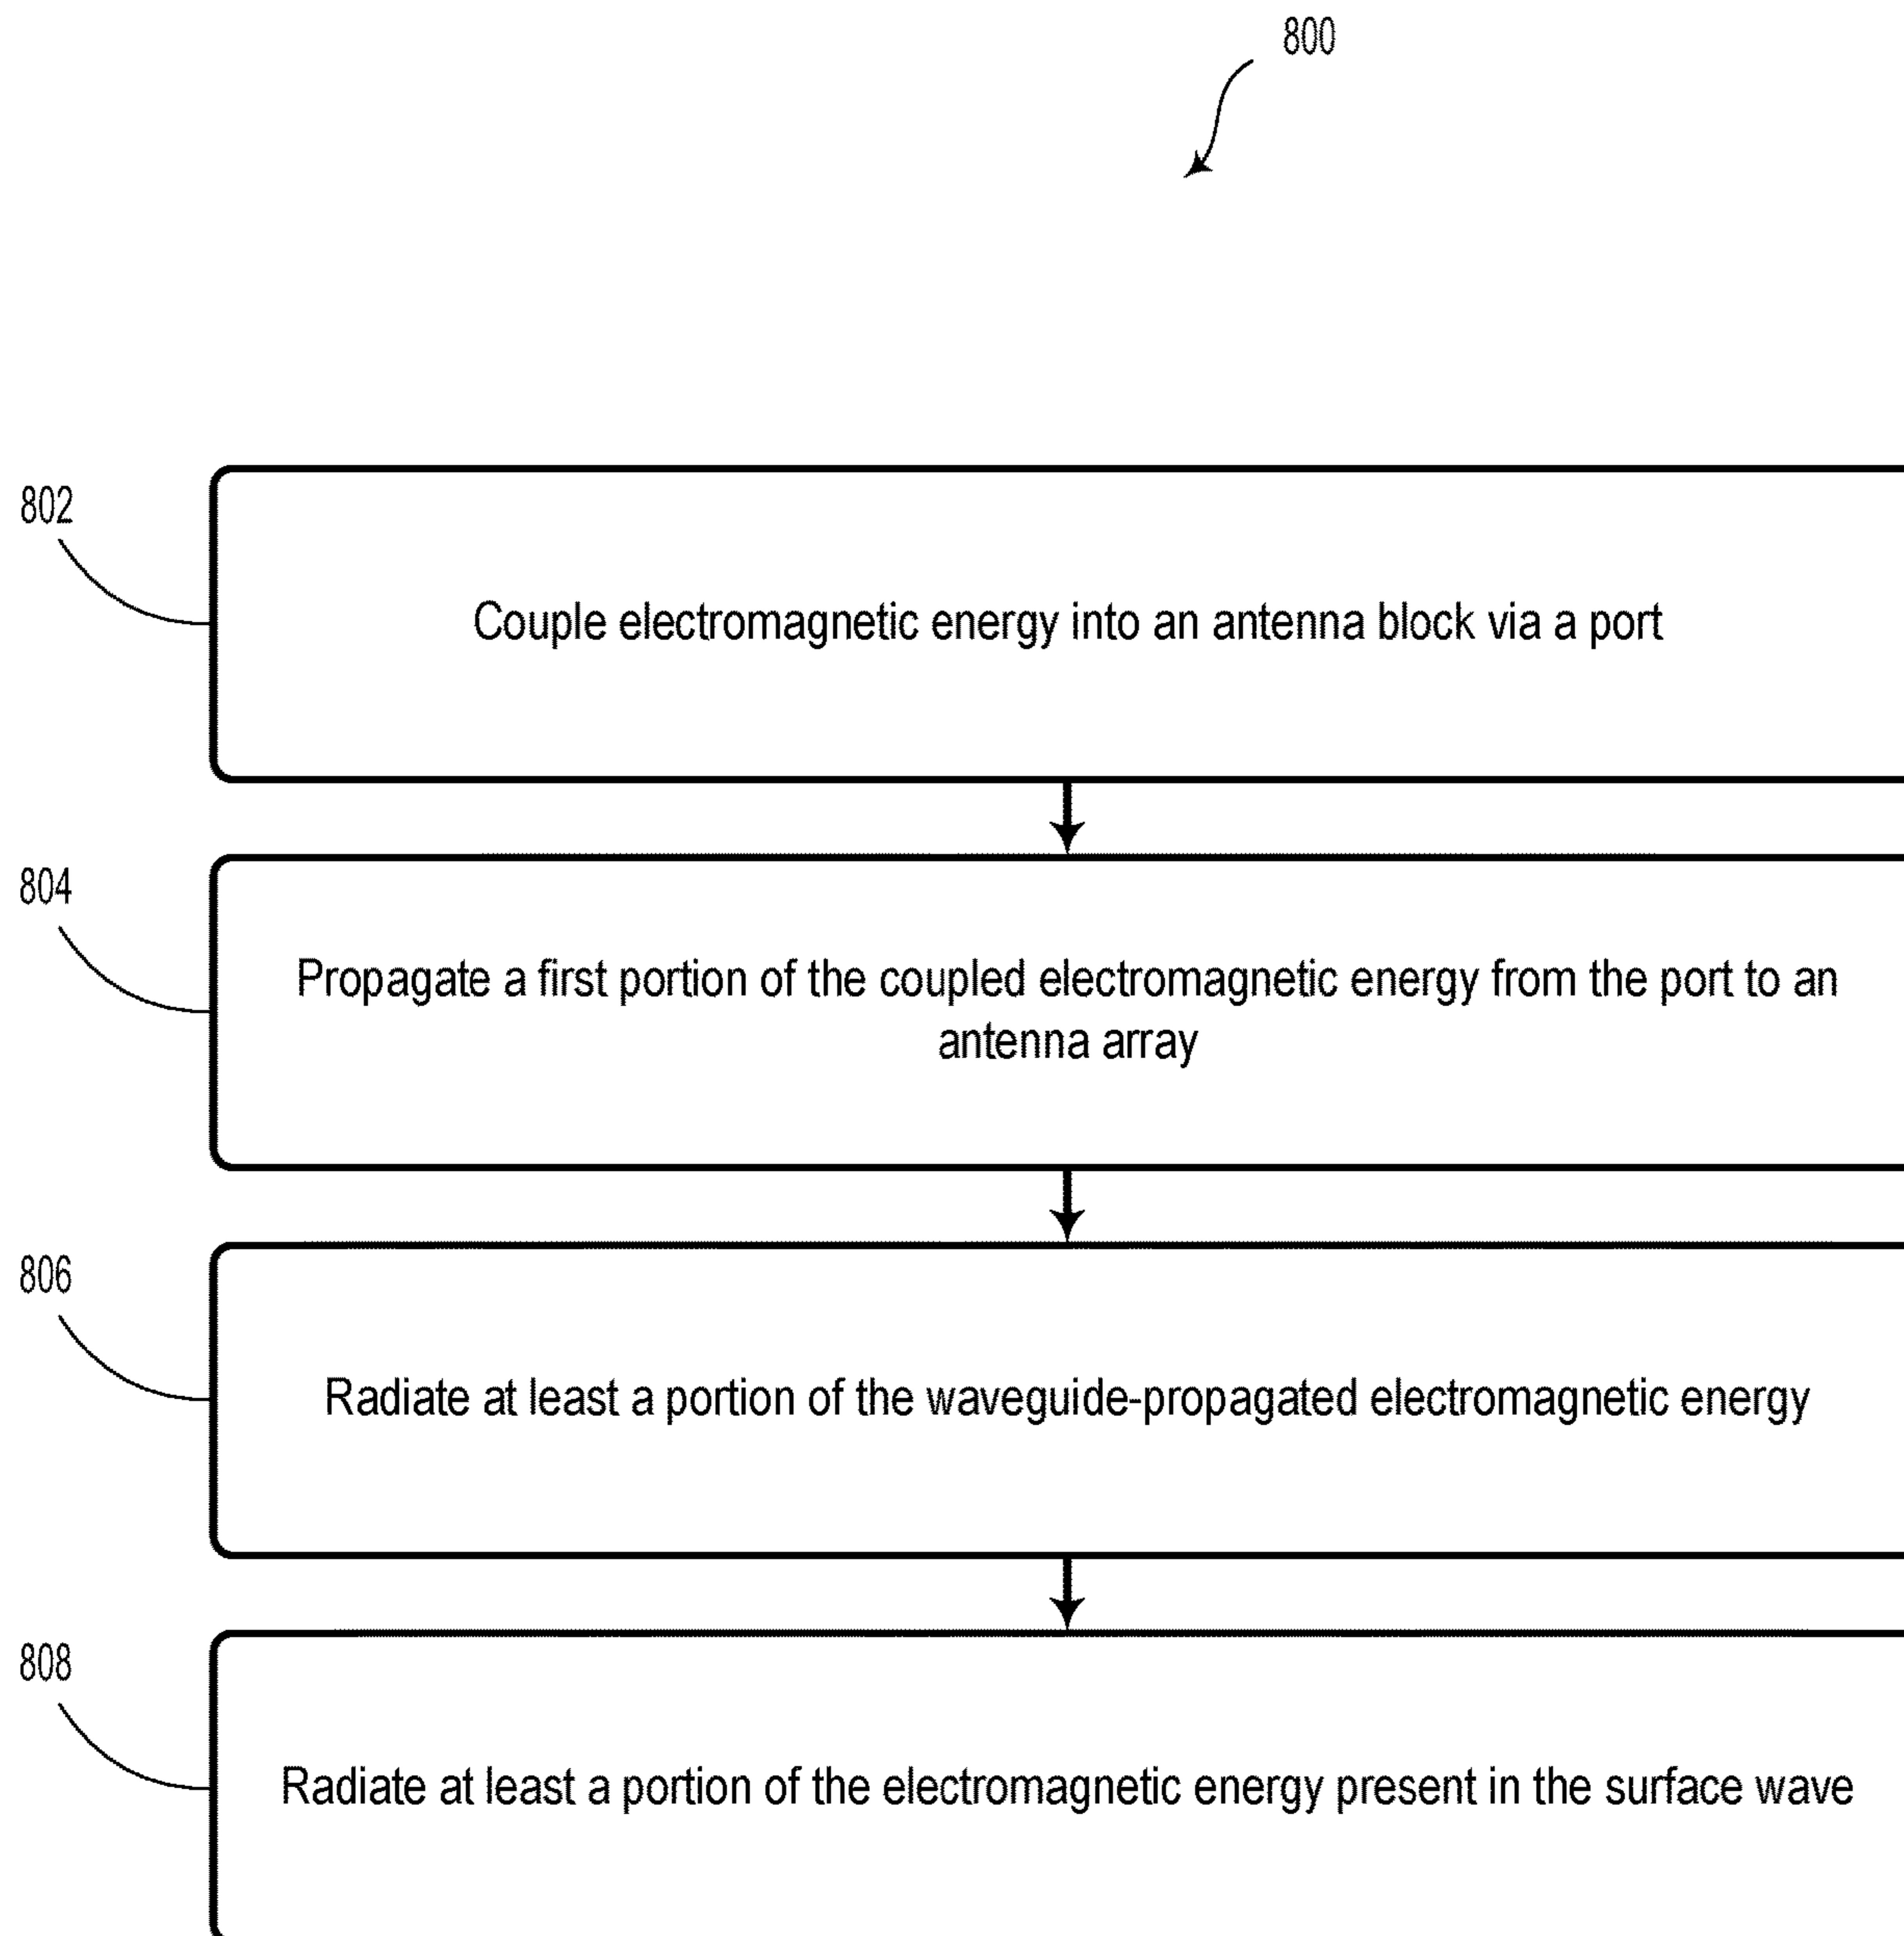 800
802
Couple electromagnetic energy into an antenna block via a port
804
Propagate a first portion of the coupled electromagnetic energy from the port to an
antenna array
806
Radiate at least a portion of the waveguide-propagated electromagnetic energy
808
Radiate at least a portion of the electromagnetic energy present in the surface wave